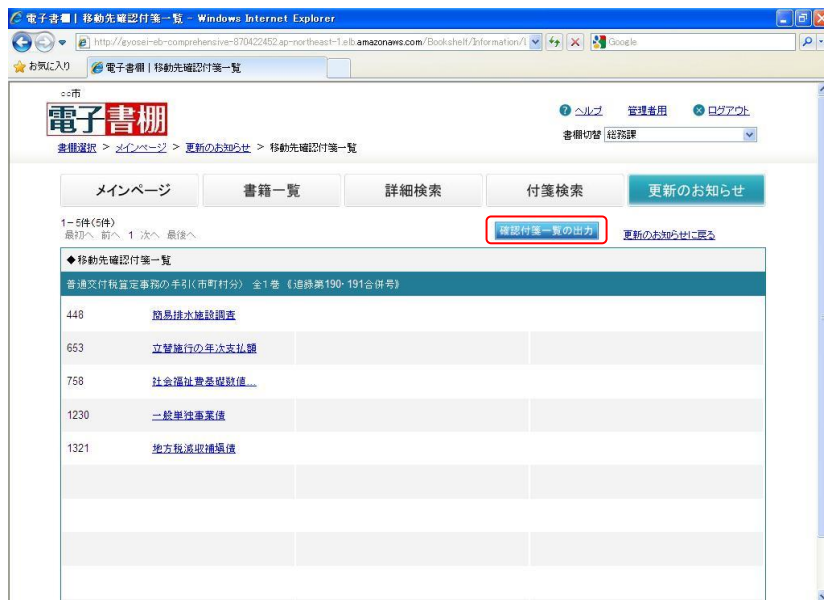 電子書棚 | 移動先確認付箋一覧 - Windows Internet Explorer
http://gyosei-eb-comprehensive-870422452.ap-northeast-1.elb.amazonaws.com/Bookshelf/Information/(
Google
お気に入り
電子書棚 | 移動先確認付箋一覧
○○市
電子書棚
ヘルプ 管理者用 ログアウト
書棚切替 総務課
書棚選択 > メインページ > 更新のお知らせ > 移動先確認付箋一覧
メインページ 書籍一覧 詳細検索 付箋検索 更新のお知らせ
1-5件(5件)
最初へ 前へ 1 次へ 最後へ
確認付箋一覧の出力
更新のお知らせに戻る
◆移動先確認付箋一覧
普通交付税算定事務の手引(市町村分) 全1巻 《追録第190・191合併号》
448 簡易排水施設調査
653 立替施行の年次支払額
758 社会福祉費基礎数値...
1230 一般単独事業債
1321 地方税減収補填債